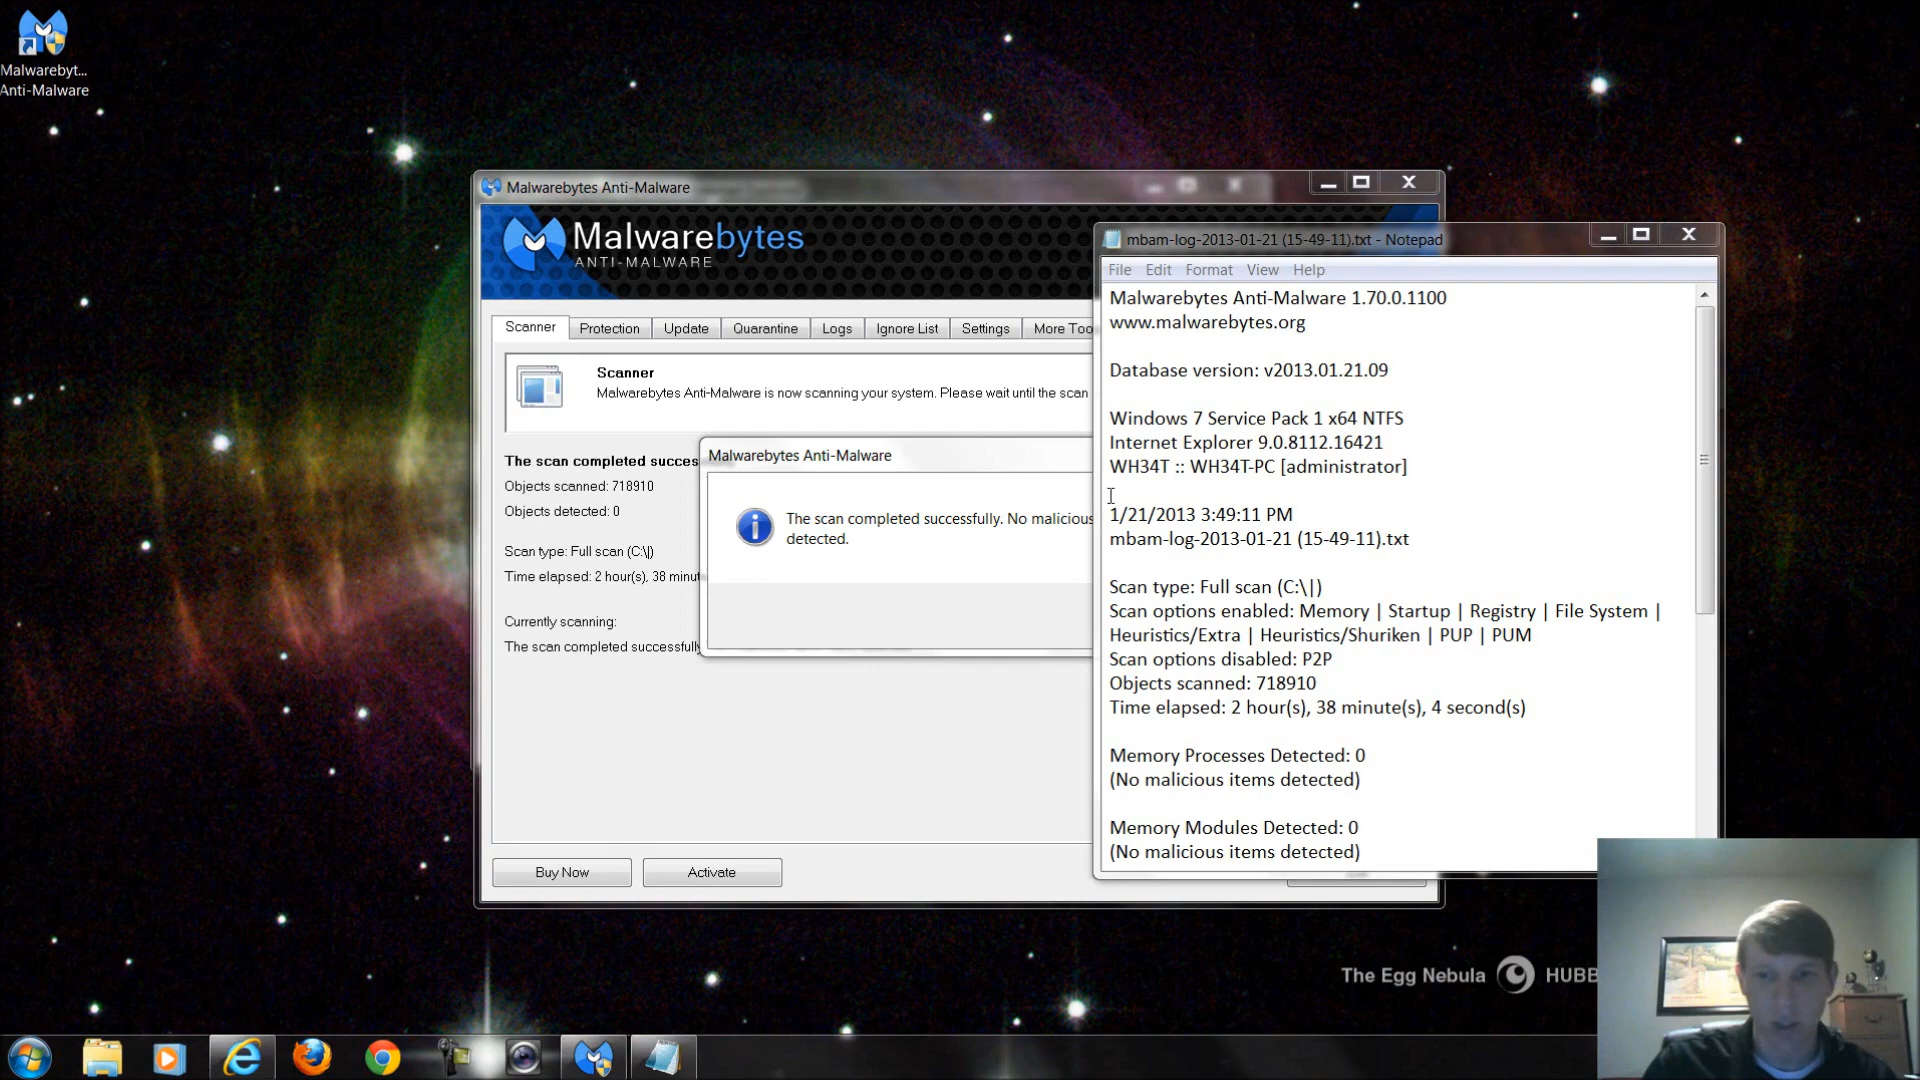 Malwarebyt...
Anti-Malware
Malwarebytes Anti-Malware
Malwarebytes
ANTI-MALWARE
Scanner
Protection
Update
Quarantine
Logs
Ignore List
Settings
More Too
Scanner
Malwarebytes Anti-Malware is now scanning your system. Please wait until the scan
The scan completed succes
Objects scanned: 718910
Objects detected: 0
Scan type: Full scan (C:\|)
Time elapsed: 2 hour(s), 38 minut
Currently scanning:
The scan completed successfully
Malwarebytes Anti-Malware
The scan completed successfully. No malicious
detected.
Buy Now
Activate
mbam-log-2013-01-21 (15-49-11).txt - Notepad
File Edit Format View Help
Malwarebytes Anti-Malware 1.70.0.1100
www.malwarebytes.org
Database version: v2013.01.21.09
Windows 7 Service Pack 1 x64 NTFS
Internet Explorer 9.0.8112.16421
WH34T :: WH34T-PC [administrator]
1/21/2013 3:49:11 PM
mbam-log-2013-01-21 (15-49-11).txt
Scan type: Full scan (C:\|)
Scan options enabled: Memory | Startup | Registry | File System |
Heuristics/Extra | Heuristics/Shuriken | PUP | PUM
Scan options disabled: P2P
Objects scanned: 718910
Time elapsed: 2 hour(s), 38 minute(s), 4 second(s)
Memory Processes Detected: 0
(No malicious items detected)
Memory Modules Detected: 0
(No malicious items detected)
The Egg Nebula HUBB